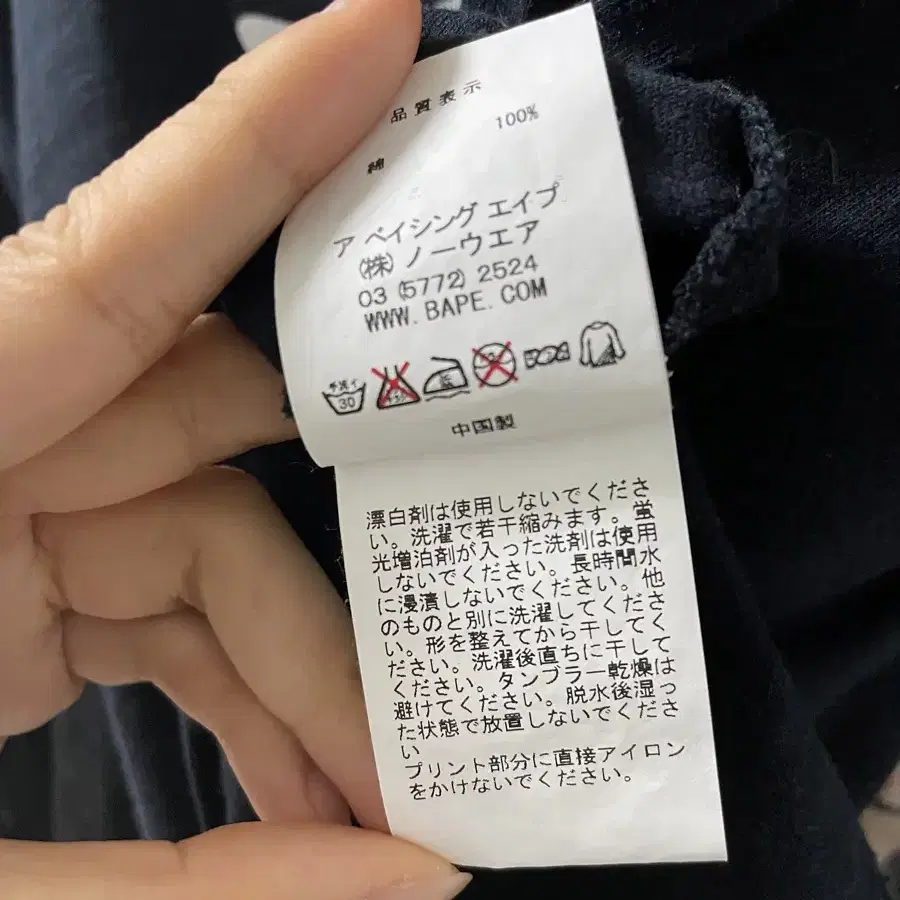 品質表示
綿 100%
ア ベイシング エイプ
(株) ノーウエア
03 (5772) 2524
WWW. BAPE. COM
手洗イ
30
中国製
漂白剤は使用しないでくださ
い。洗濯で若干縮みます。蛍
光増泊剤が入った洗剤は使用
しないでください。長時間水
に浸漬しないでください。他
のものと別に洗濯してくださ
い。形を整えてから干してく
ださい。洗濯後直ちに干して
ください。タンブラー乾燥は
避けてください。脱水後湿っ
た状態で放置しないでくださ
い
プリント部分に直接アイロン
をかけないでください。